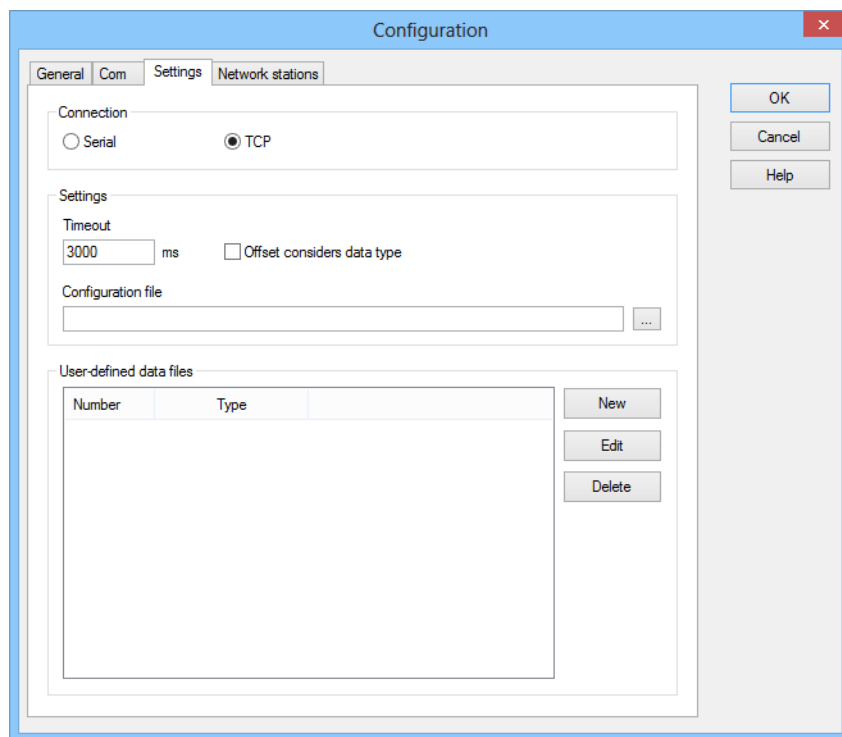 Configuration
General Com Settings Network stations
OK
Cancel
Help
Connection
Serial TCP
Settings
Timeout
3000 ms Offset considers data type
Configuration file
...
User-defined data files
Number Type
New
Edit
Delete